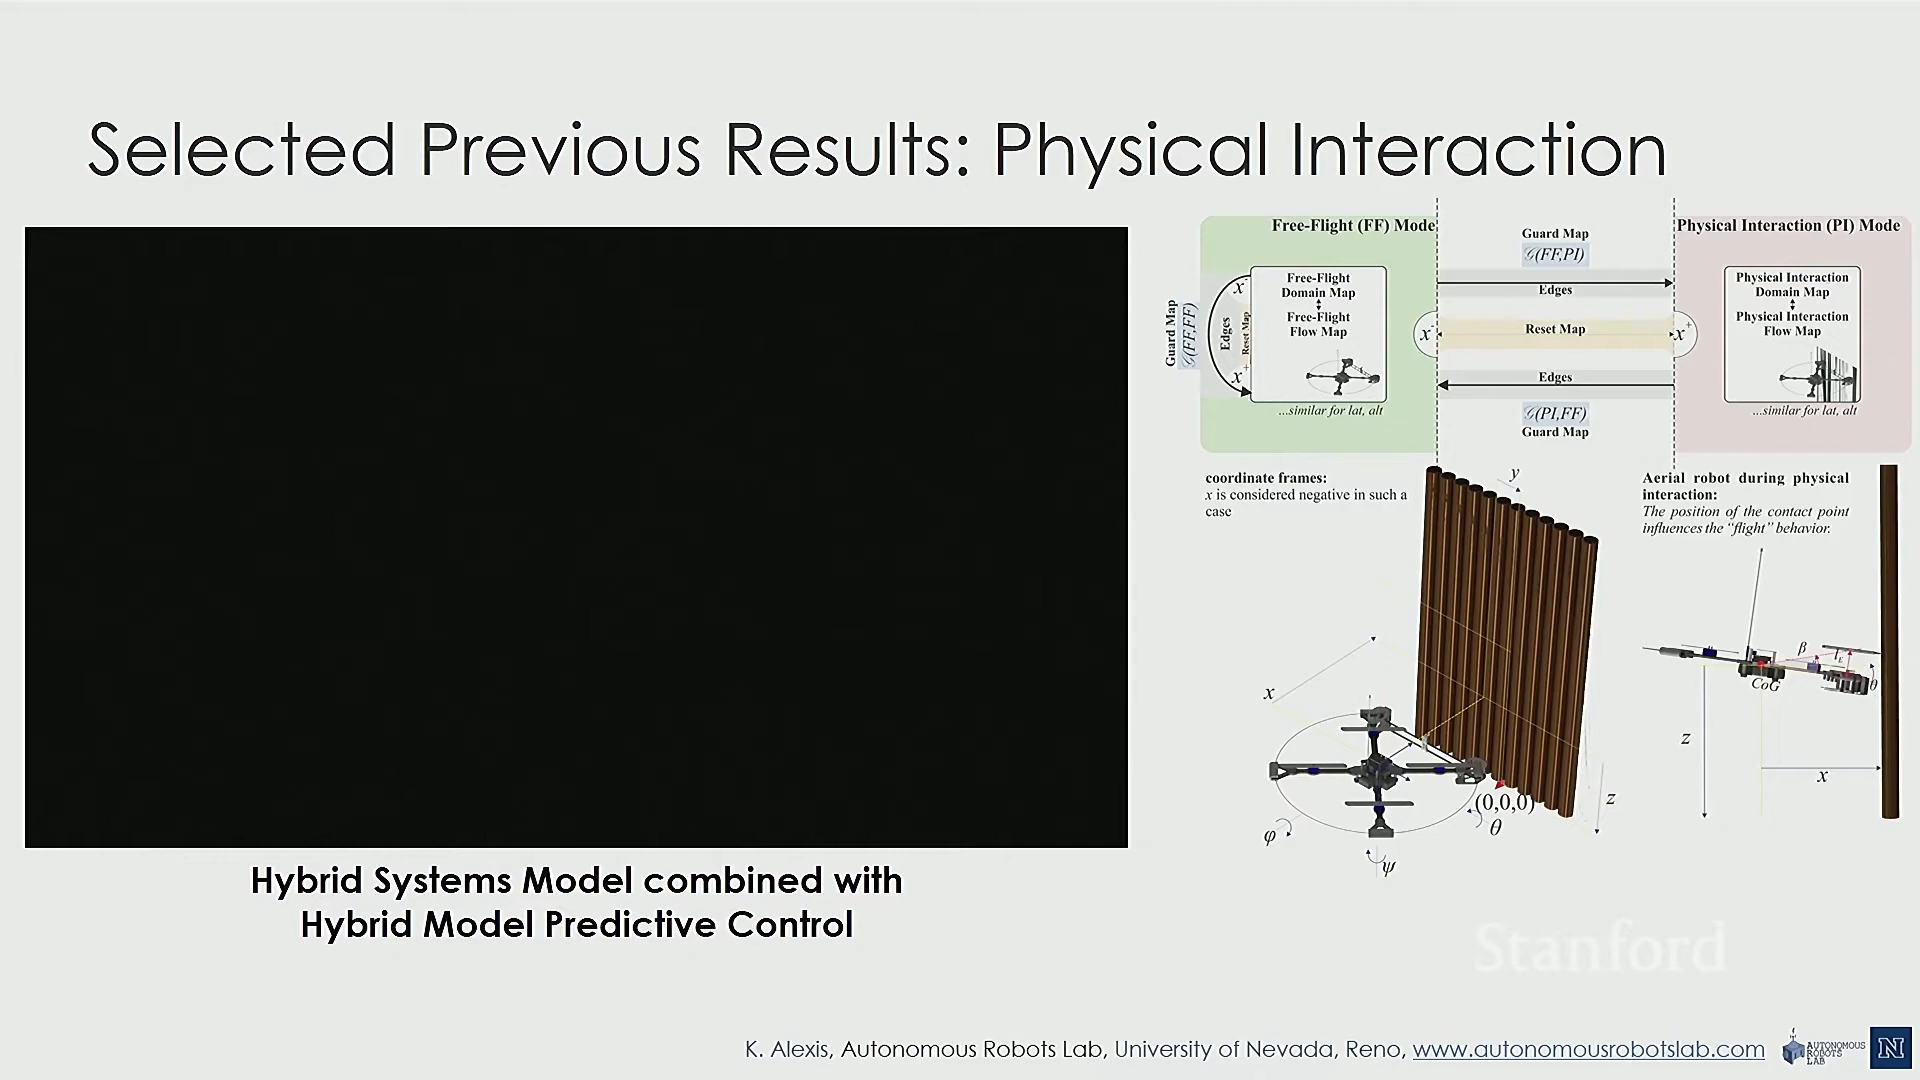 Selected Previous Results: Physical Interaction
Free-Flight (FF) Mode
Guard Map
𝒢(FF,PI)
Edges
Physical Interaction (PI) Mode
Guard Map
𝒢(FF,FF)
Edges
Reset Map
x⁻
x⁺
Free-Flight
Domain Map
Free-Flight
Flow Map
...similar for lat, alt
x⁻
Reset Map
x⁺
Edges
𝒢(PI,FF)
Guard Map
Physical Interaction
Domain Map
Physical Interaction
Flow Map
...similar for lat, alt
coordinate frames:
x is considered negative in such a
case
y
x
z
(0,0,0)
θ
φ
ψ
Aerial robot during physical
interaction:
The position of the contact point
influences the “flight” behavior.
β
l_E
θ
CoG
z
x
Hybrid Systems Model combined with
Hybrid Model Predictive Control
Stanford
K. Alexis, Autonomous Robots Lab, University of Nevada, Reno, www.autonomousrobotslab.com
AUTONOMOUS
ROBOTS
LAB
N